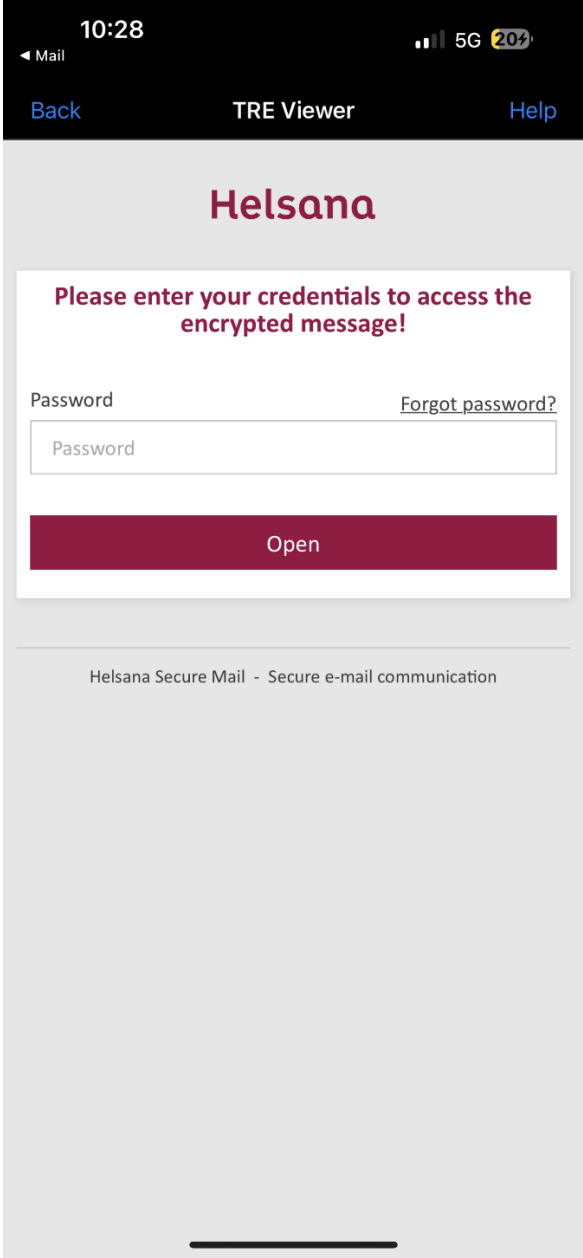 10:28
5G 20
◀ Mail
Back TRE Viewer Help
Helsana
Please enter your credentials to access the
encrypted message!
Password Forgot password?
Password
Open
Helsana Secure Mail - Secure e-mail communication